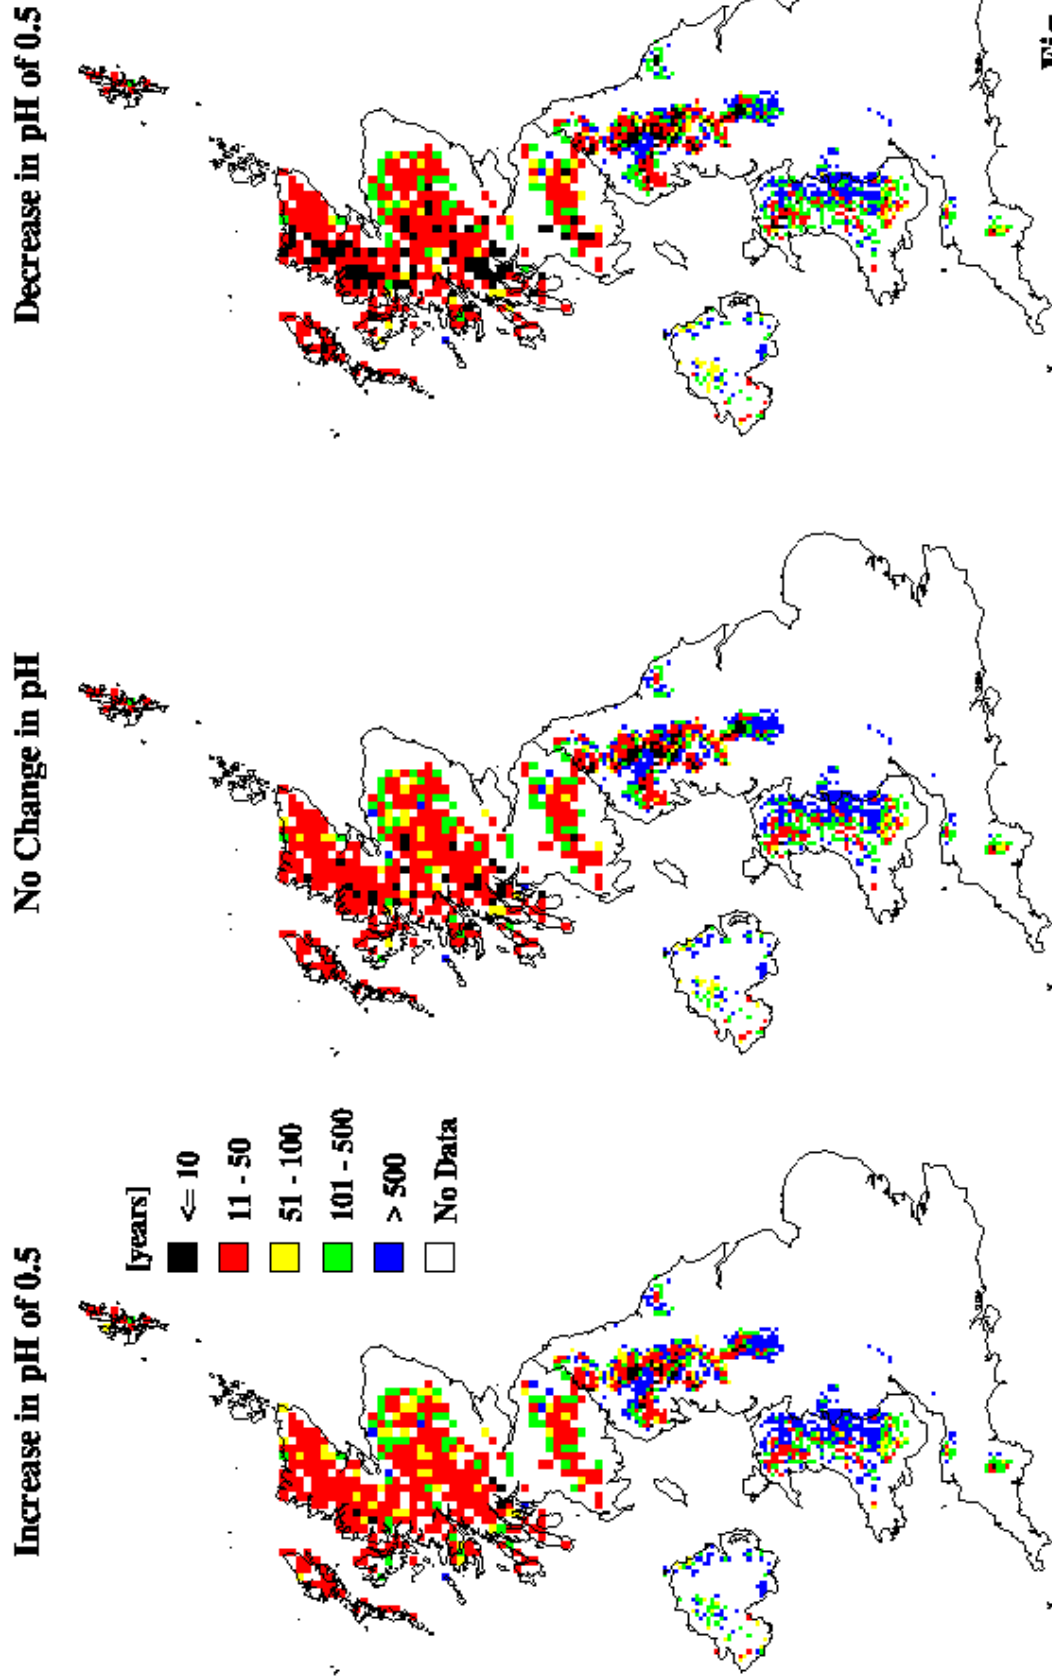 Increase in pH of 0.5
No Change in pH
Decrease in pH of 0.5
[years]
<= 10
11 - 50
51 - 100
101 - 500
> 500
No Data
Fig